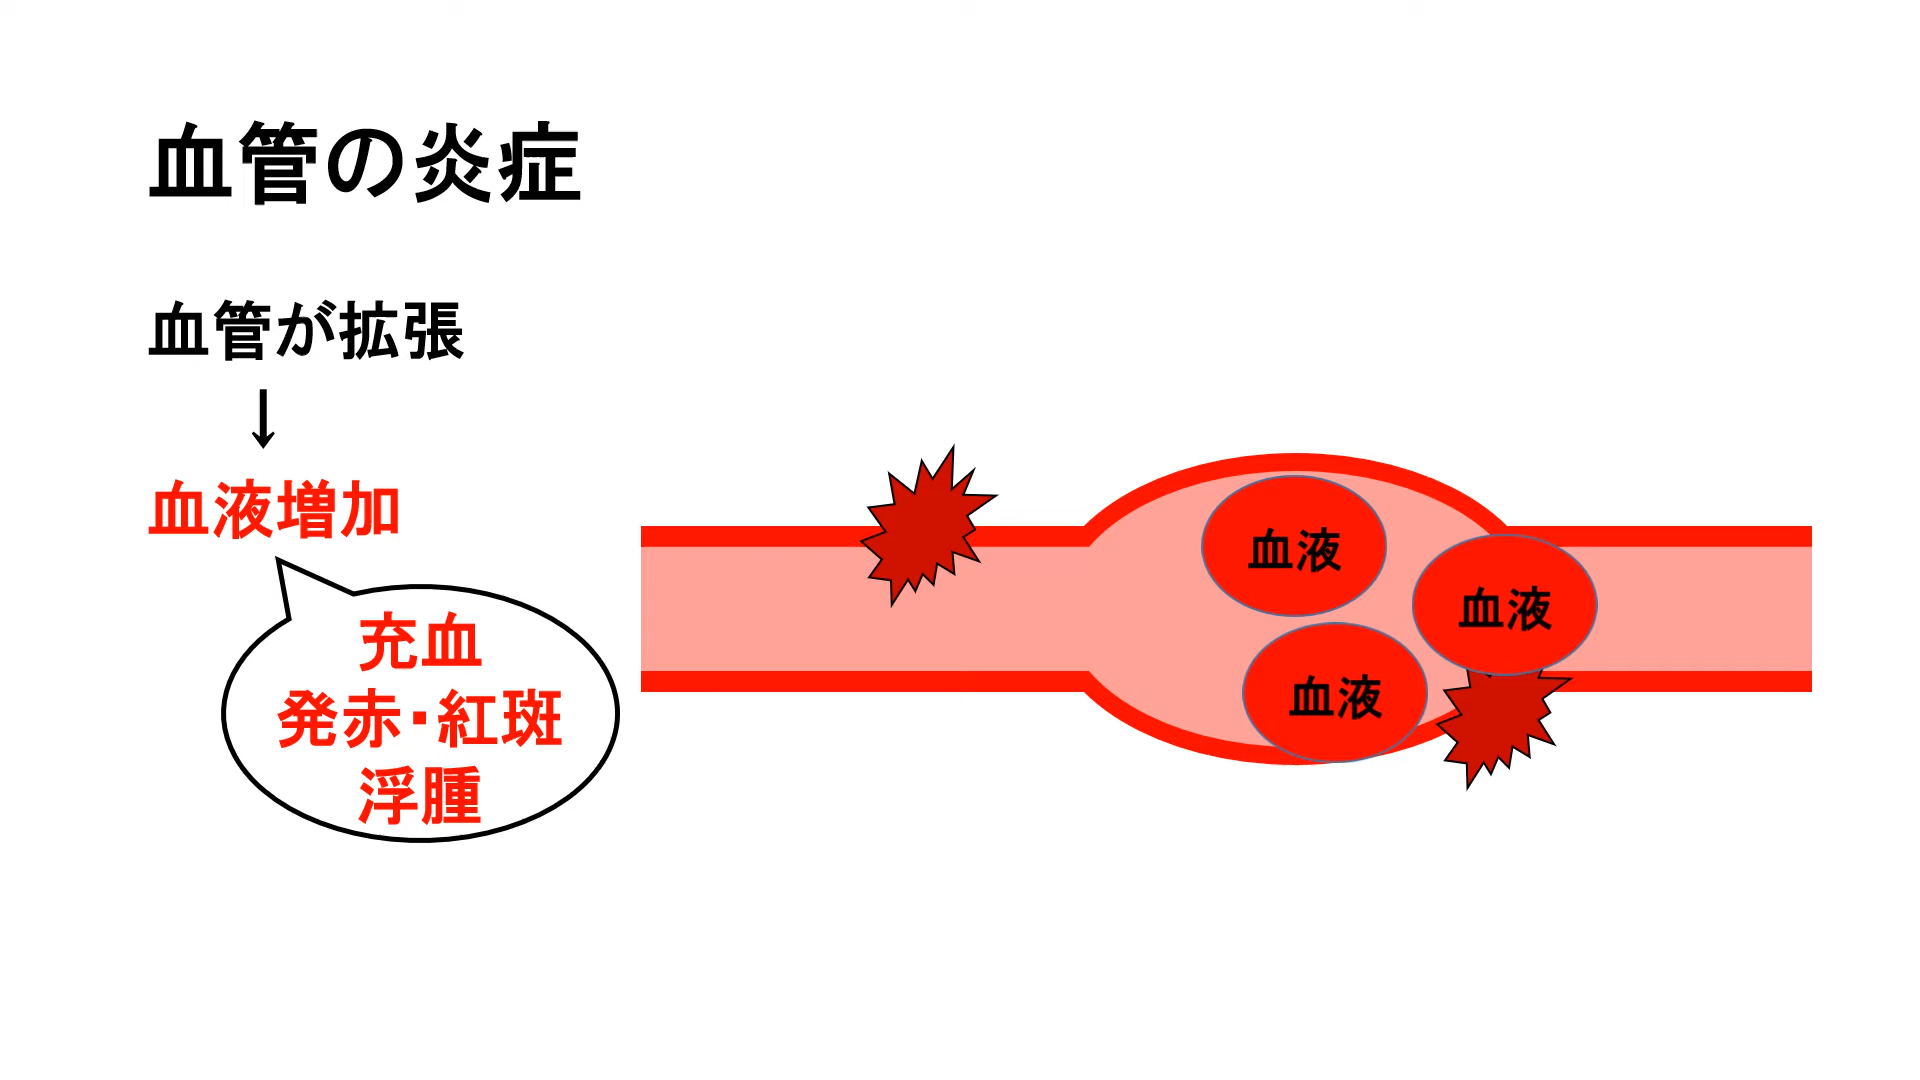 血管の炎症
血管が拡張
↓
血液増加
充血
発赤・紅斑
浮腫
血液
血液
血液